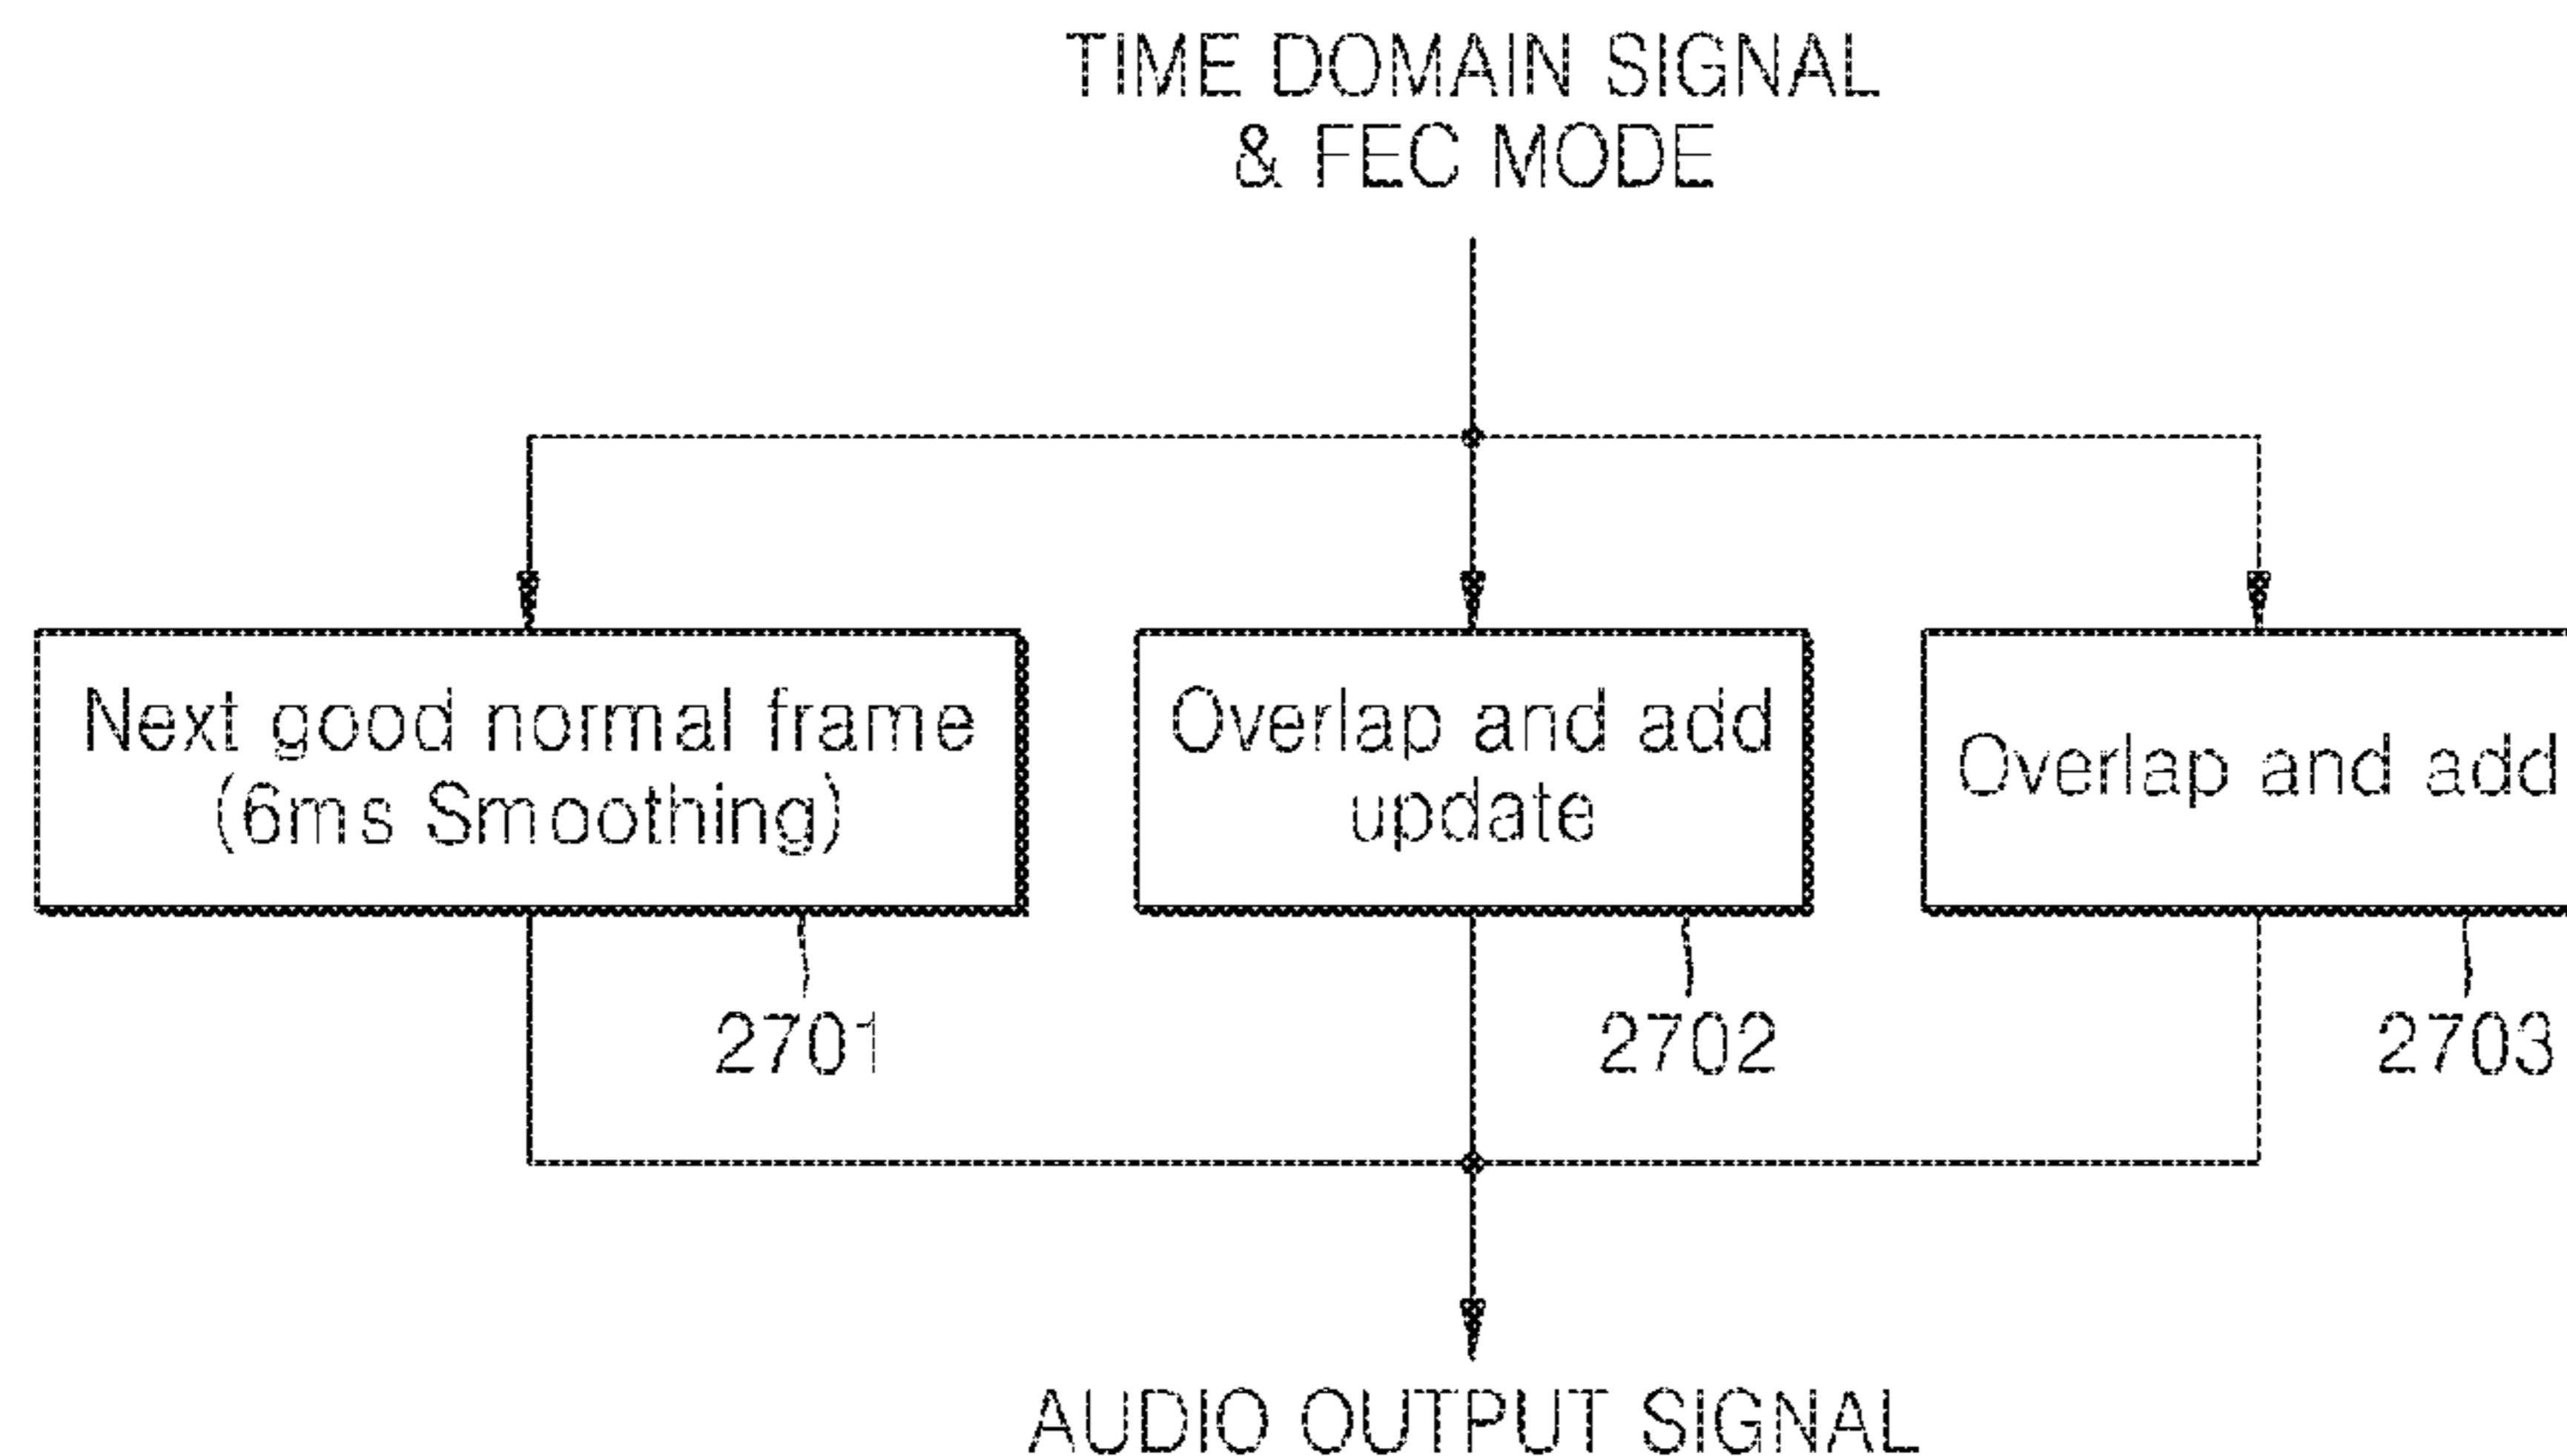 TIME DOMAIN SIGNAL
& FEC MODE
Next good normal frame
(6ms Smoothing)
Overlap and add
update
Overlap and add
2701
2702
2703
AUDIO OUTPUT SIGNAL